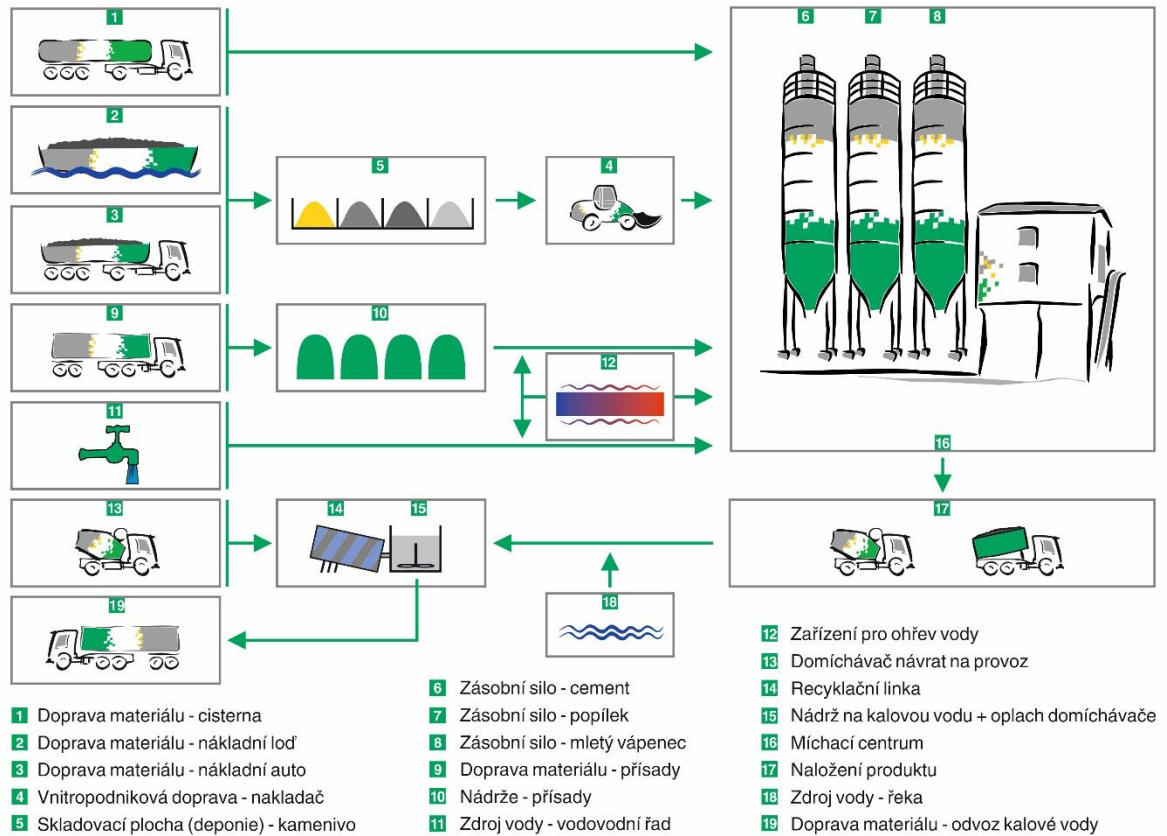 1
2
3
9
11
13
19
5
4
10
12
14 15
18
6 7 8
16
17
1 Doprava materiálu - cisterna
2 Doprava materiálu - nákladní loď
3 Doprava materiálu - nákladní auto
4 Vnitropodniková doprava - nakladač
5 Skladovací plocha (deponie) - kamenivo
6 Zásobní silo - cement
7 Zásobní silo - popílek
8 Zásobní silo - mletý vápenec
9 Doprava materiálu - přísady
10 Nádrže - přísady
11 Zdroj vody - vodovodní řad
12 Zařízení pro ohřev vody
13 Domíchávač návrat na provoz
14 Recyklační linka
15 Nádrž na kalovou vodu + oplach domíchávače
16 Míchací centrum
17 Naložení produktu
18 Zdroj vody - řeka
19 Doprava materiálu - odvoz kalové vody